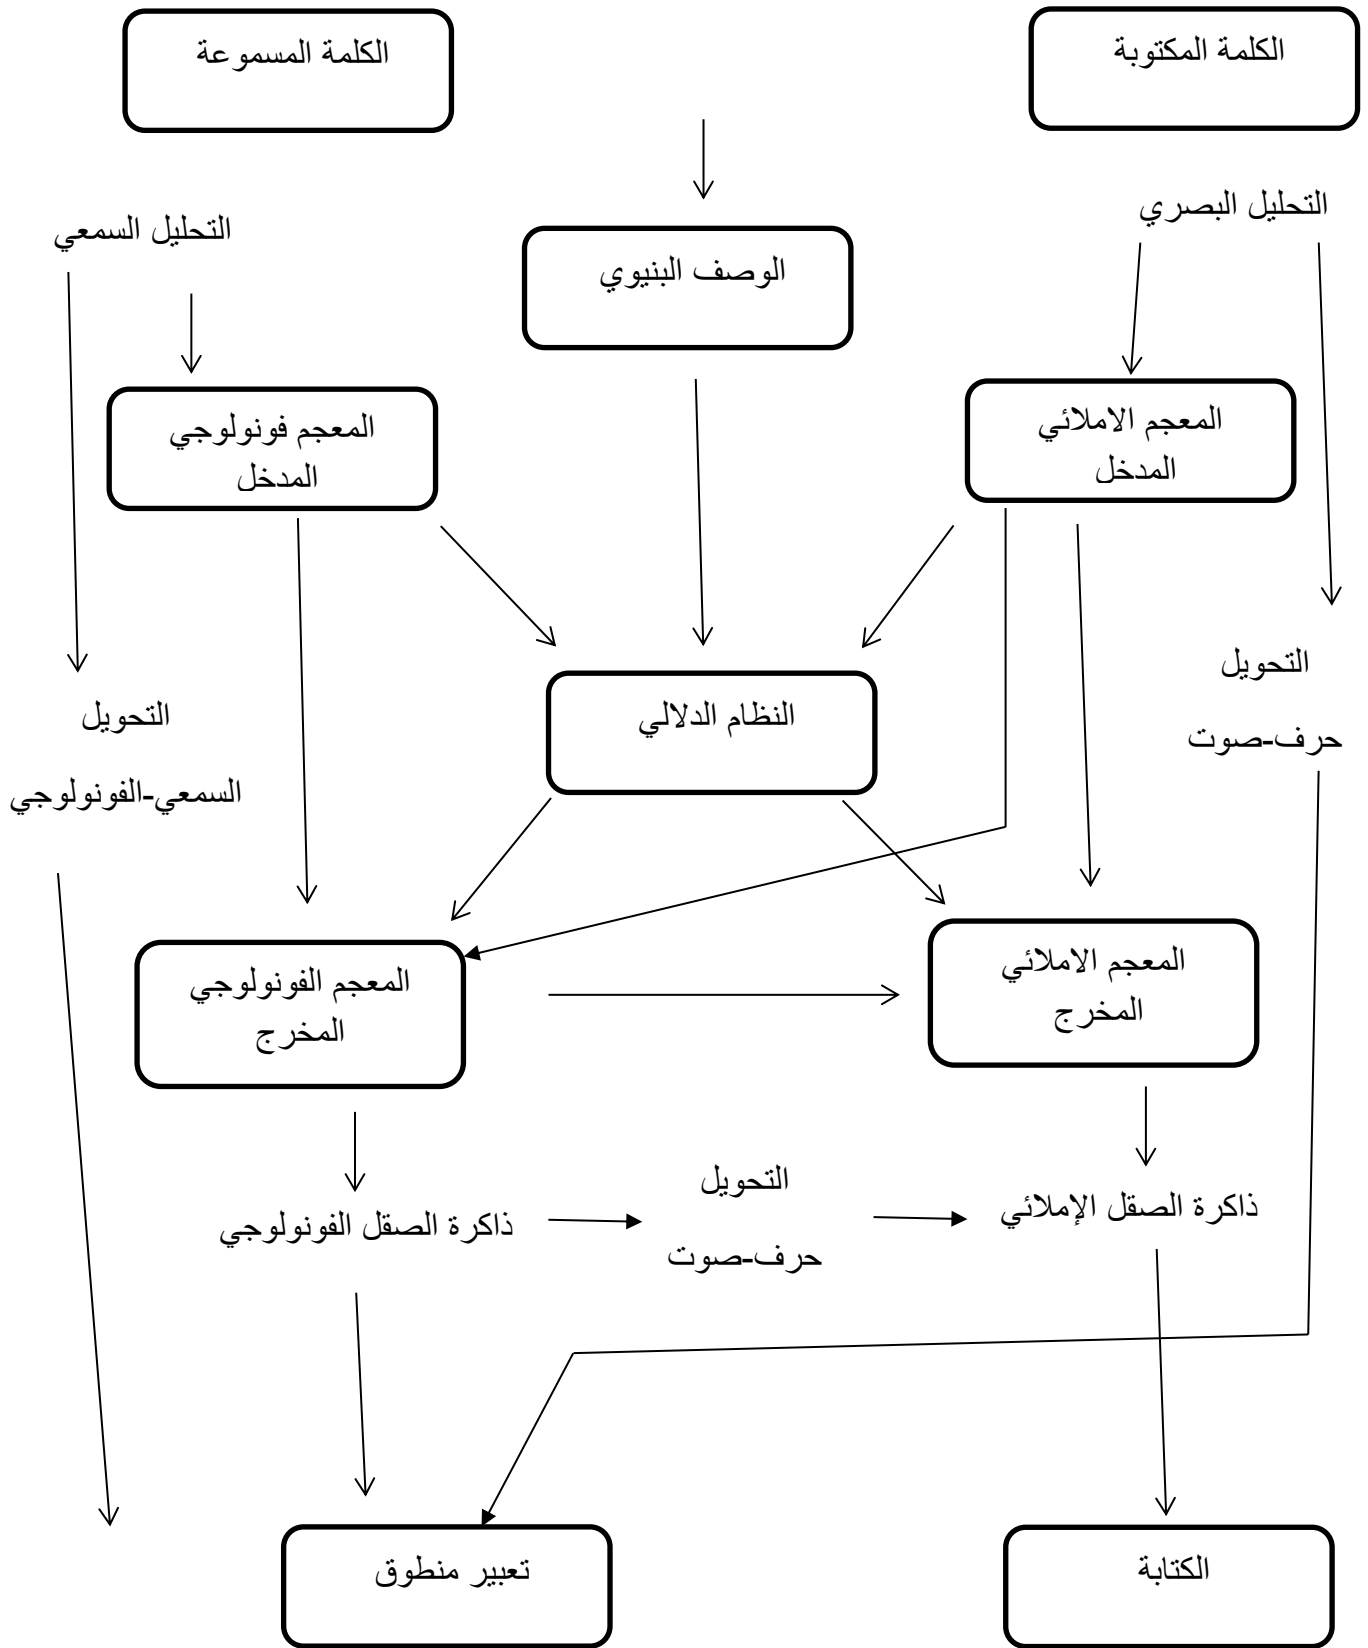 الكلمة المكتوبة
الكلمة المسموعة
التحليل البصري
التحليل السمعي
الوصف البنيوي
المعجم الاملائي
المدخل
المعجم فونولوجي
المدخل
التحويل
حرف-صوت
النظام الدلالي
التحويل
السمعي-الفونولوجي
المعجم الاملائي
المخرج
المعجم الفونولوجي
المخرج
ذاكرة الصقل الإملائي
التحويل
حرف-صوت
ذاكرة الصقل الفونولوجي
الكتابة
تعبير منطوق